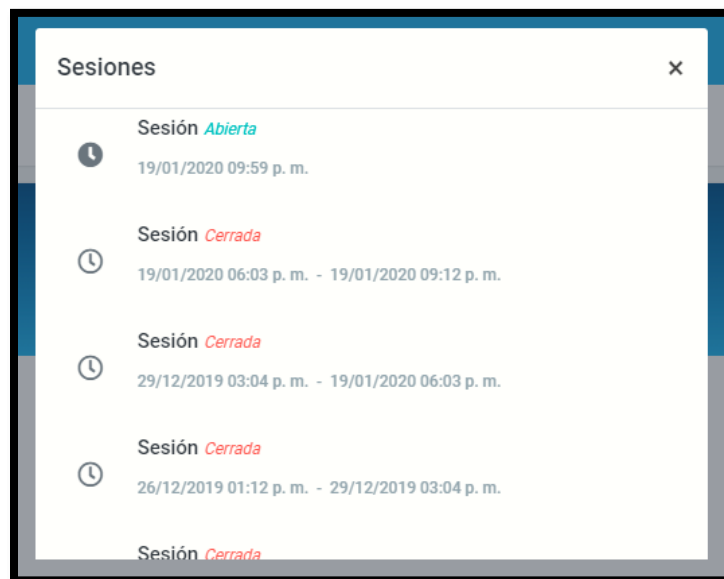 Sesiones ×
Sesión Abierta
19/01/2020 09:59 p. m.
Sesión Cerrada
19/01/2020 06:03 p. m. - 19/01/2020 09:12 p. m.
Sesión Cerrada
29/12/2019 03:04 p. m. - 19/01/2020 06:03 p. m.
Sesión Cerrada
26/12/2019 01:12 p. m. - 29/12/2019 03:04 p. m.
Sesión Cerrada